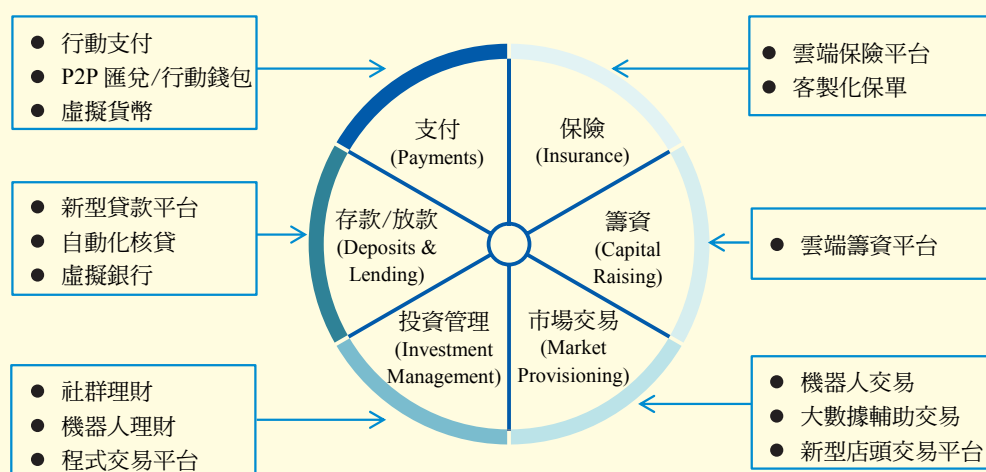 行動支付
P2P 匯兌/行動錢包
虛擬貨幣
雲端保險平台
客製化保單
支付
(Payments)
保險
(Insurance)
新型貸款平台
自動化核貸
虛擬銀行
存款/放款
(Deposits &
Lending)
籌資
(Capital
Raising)
雲端籌資平台
投資管理
(Investment
Management)
市場交易
(Market
Provisioning)
社群理財
機器人理財
程式交易平台
機器人交易
大數據輔助交易
新型店頭交易平台